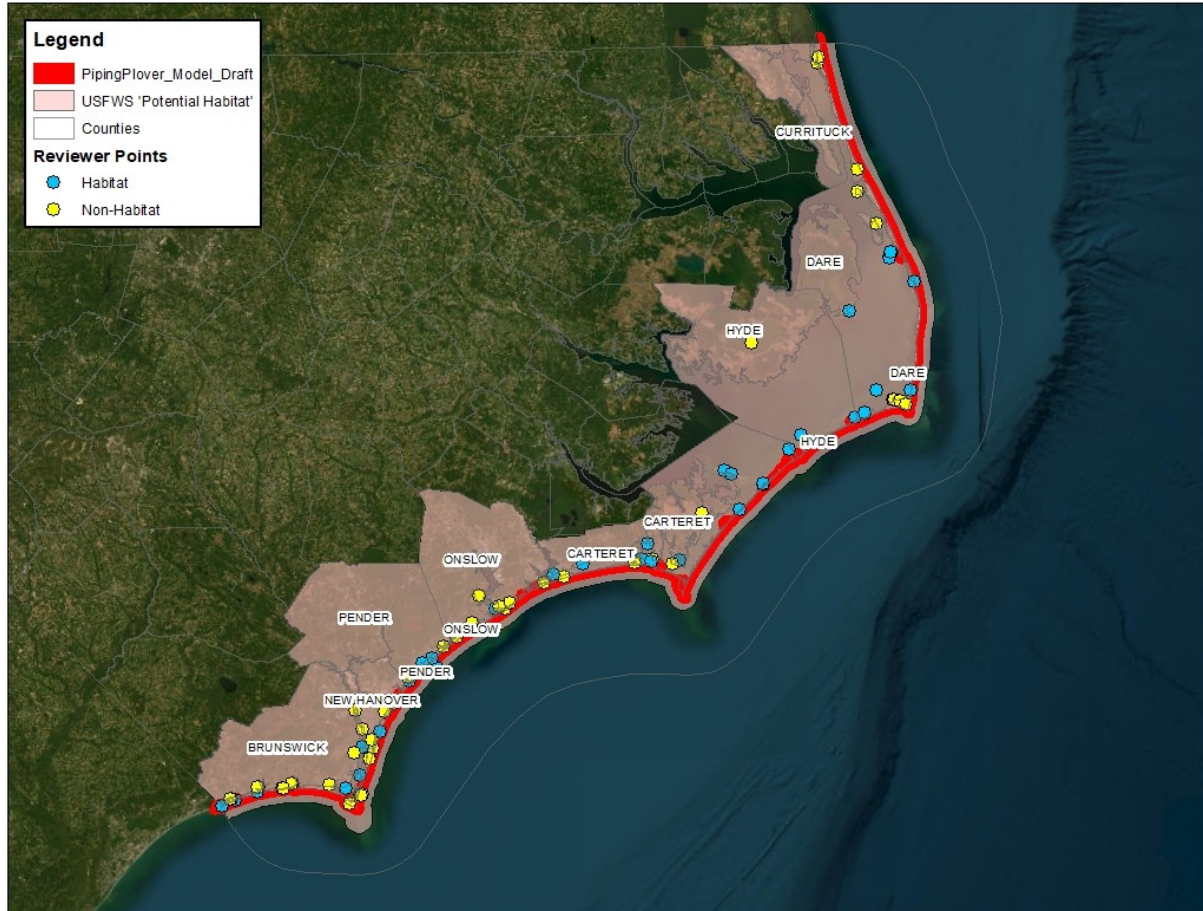 Legend
PipingPlover_Model_Draft
USFWS 'Potential Habitat'
Counties
Reviewer Points
Habitat
Non-Habitat
CURRITUCK
DARE
HYDE
DARE
HYDE
CARTERET
CARTERET
ONSLOW
PENDER
ONSLOW
PENDER
NEW HANOVER
BRUNSWICK